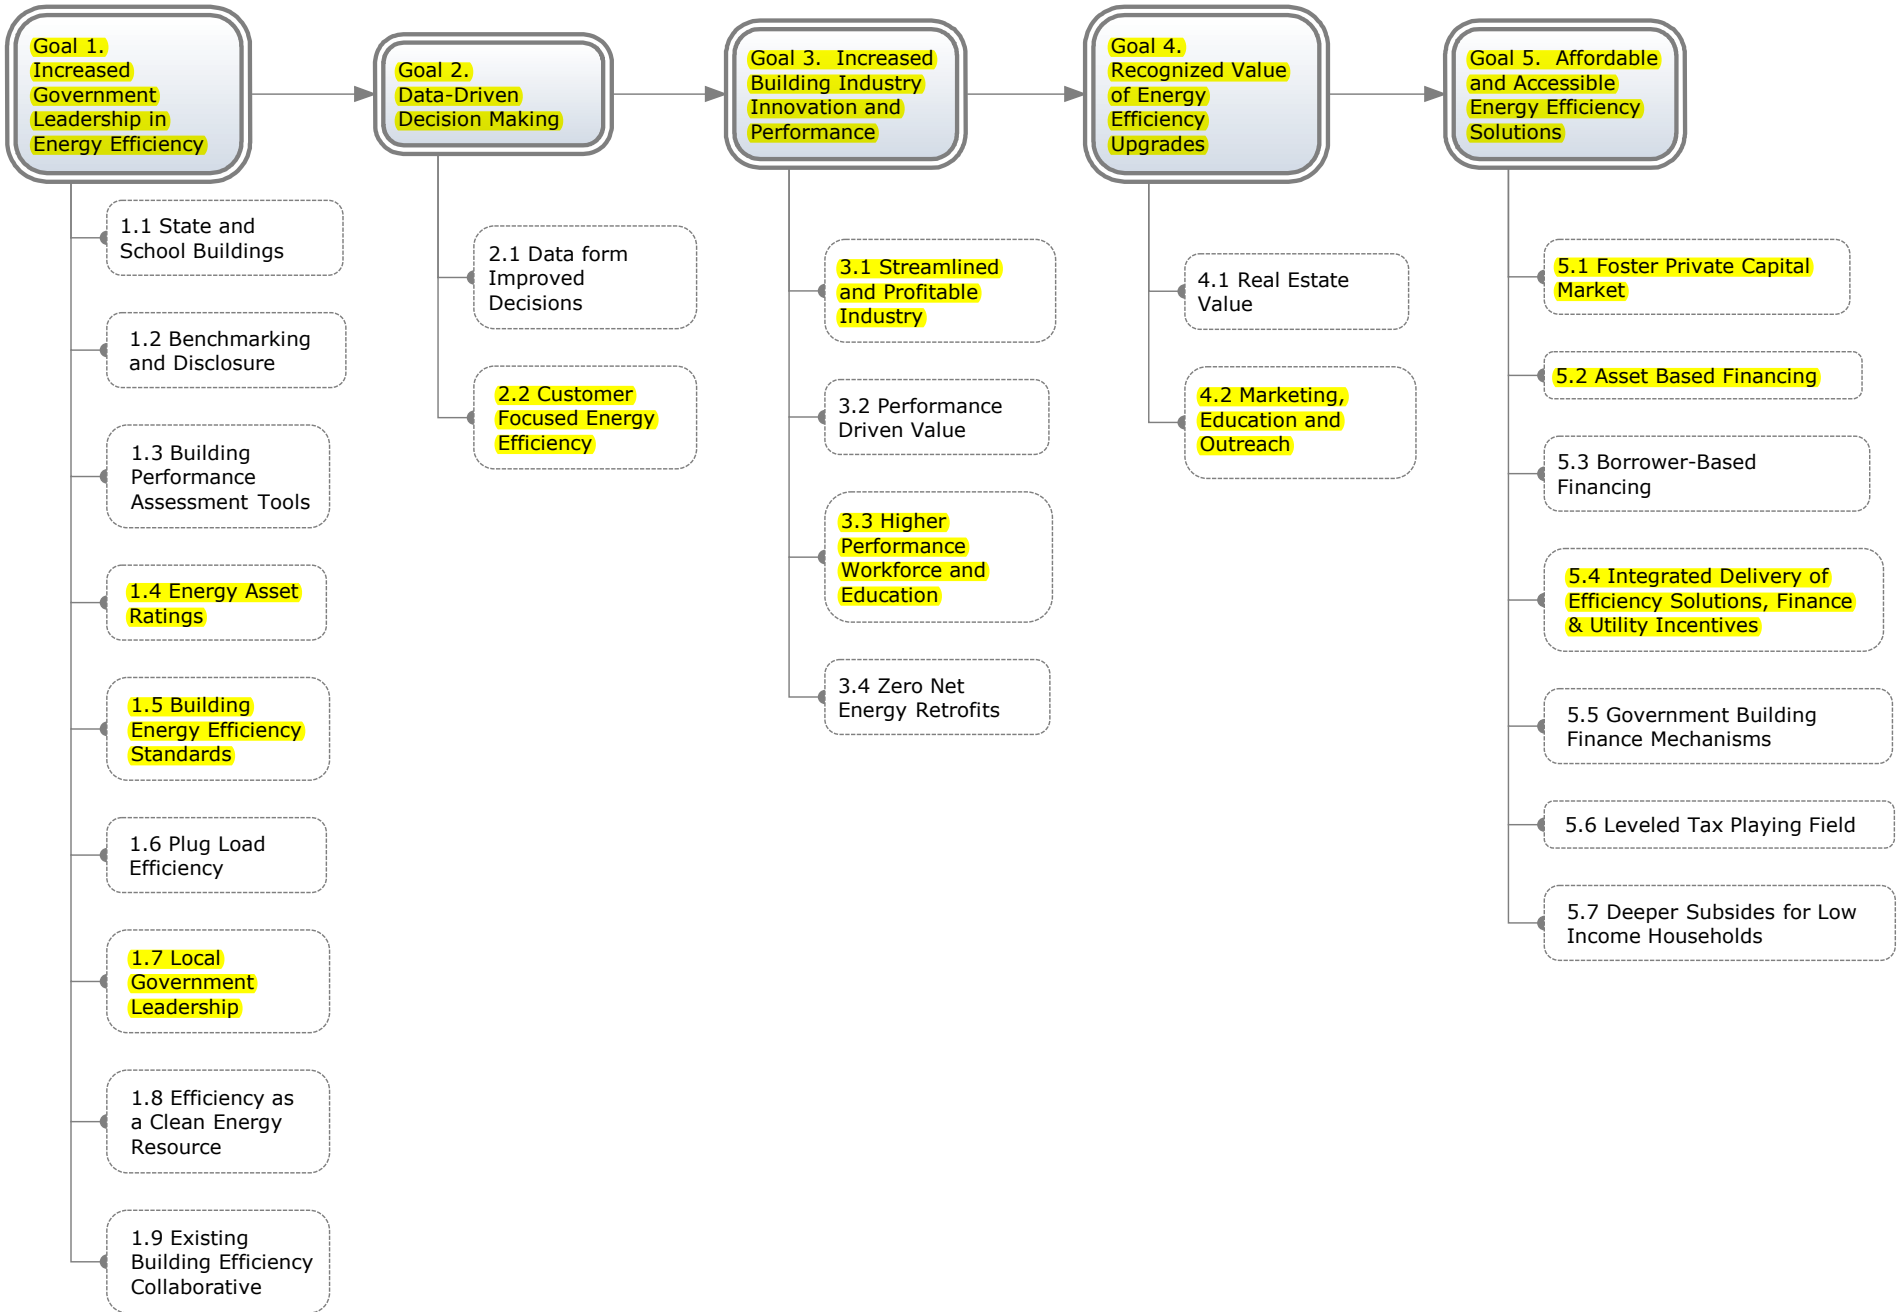 Goal 1.
Increased
Government
Leadership in
Energy Efficiency
Goal 2.
Data-Driven
Decision Making
Goal 3.  Increased
Building Industry
Innovation and
Performance
Goal 4.
Recognized Value
of Energy
Efficiency
Upgrades
Goal 5.  Affordable
and Accessible
Energy Efficiency
Solutions
1.1 State and
School Buildings
1.2 Benchmarking
and Disclosure
1.3 Building
Performance
Assessment Tools
1.4 Energy Asset
Ratings
1.5 Building
Energy Efficiency
Standards
1.6 Plug Load
Efficiency
1.7 Local
Government
Leadership
1.8 Efficiency as
a Clean Energy
Resource
1.9 Existing
Building Efficiency
Collaborative
2.1 Data form
Improved
Decisions
2.2 Customer
Focused Energy
Efficiency
3.1 Streamlined
and Profitable
Industry
3.2 Performance
Driven Value
3.3 Higher
Performance
Workforce and
Education
3.4 Zero Net
Energy Retrofits
4.1 Real Estate
Value
4.2 Marketing,
Education and
Outreach
5.1 Foster Private Capital
Market
5.2 Asset Based Financing
5.3 Borrower-Based
Financing
5.4 Integrated Delivery of
Efficiency Solutions, Finance
& Utility Incentives
5.5 Government Building
Finance Mechanisms
5.6 Leveled Tax Playing Field
5.7 Deeper Subsides for Low
Income Households